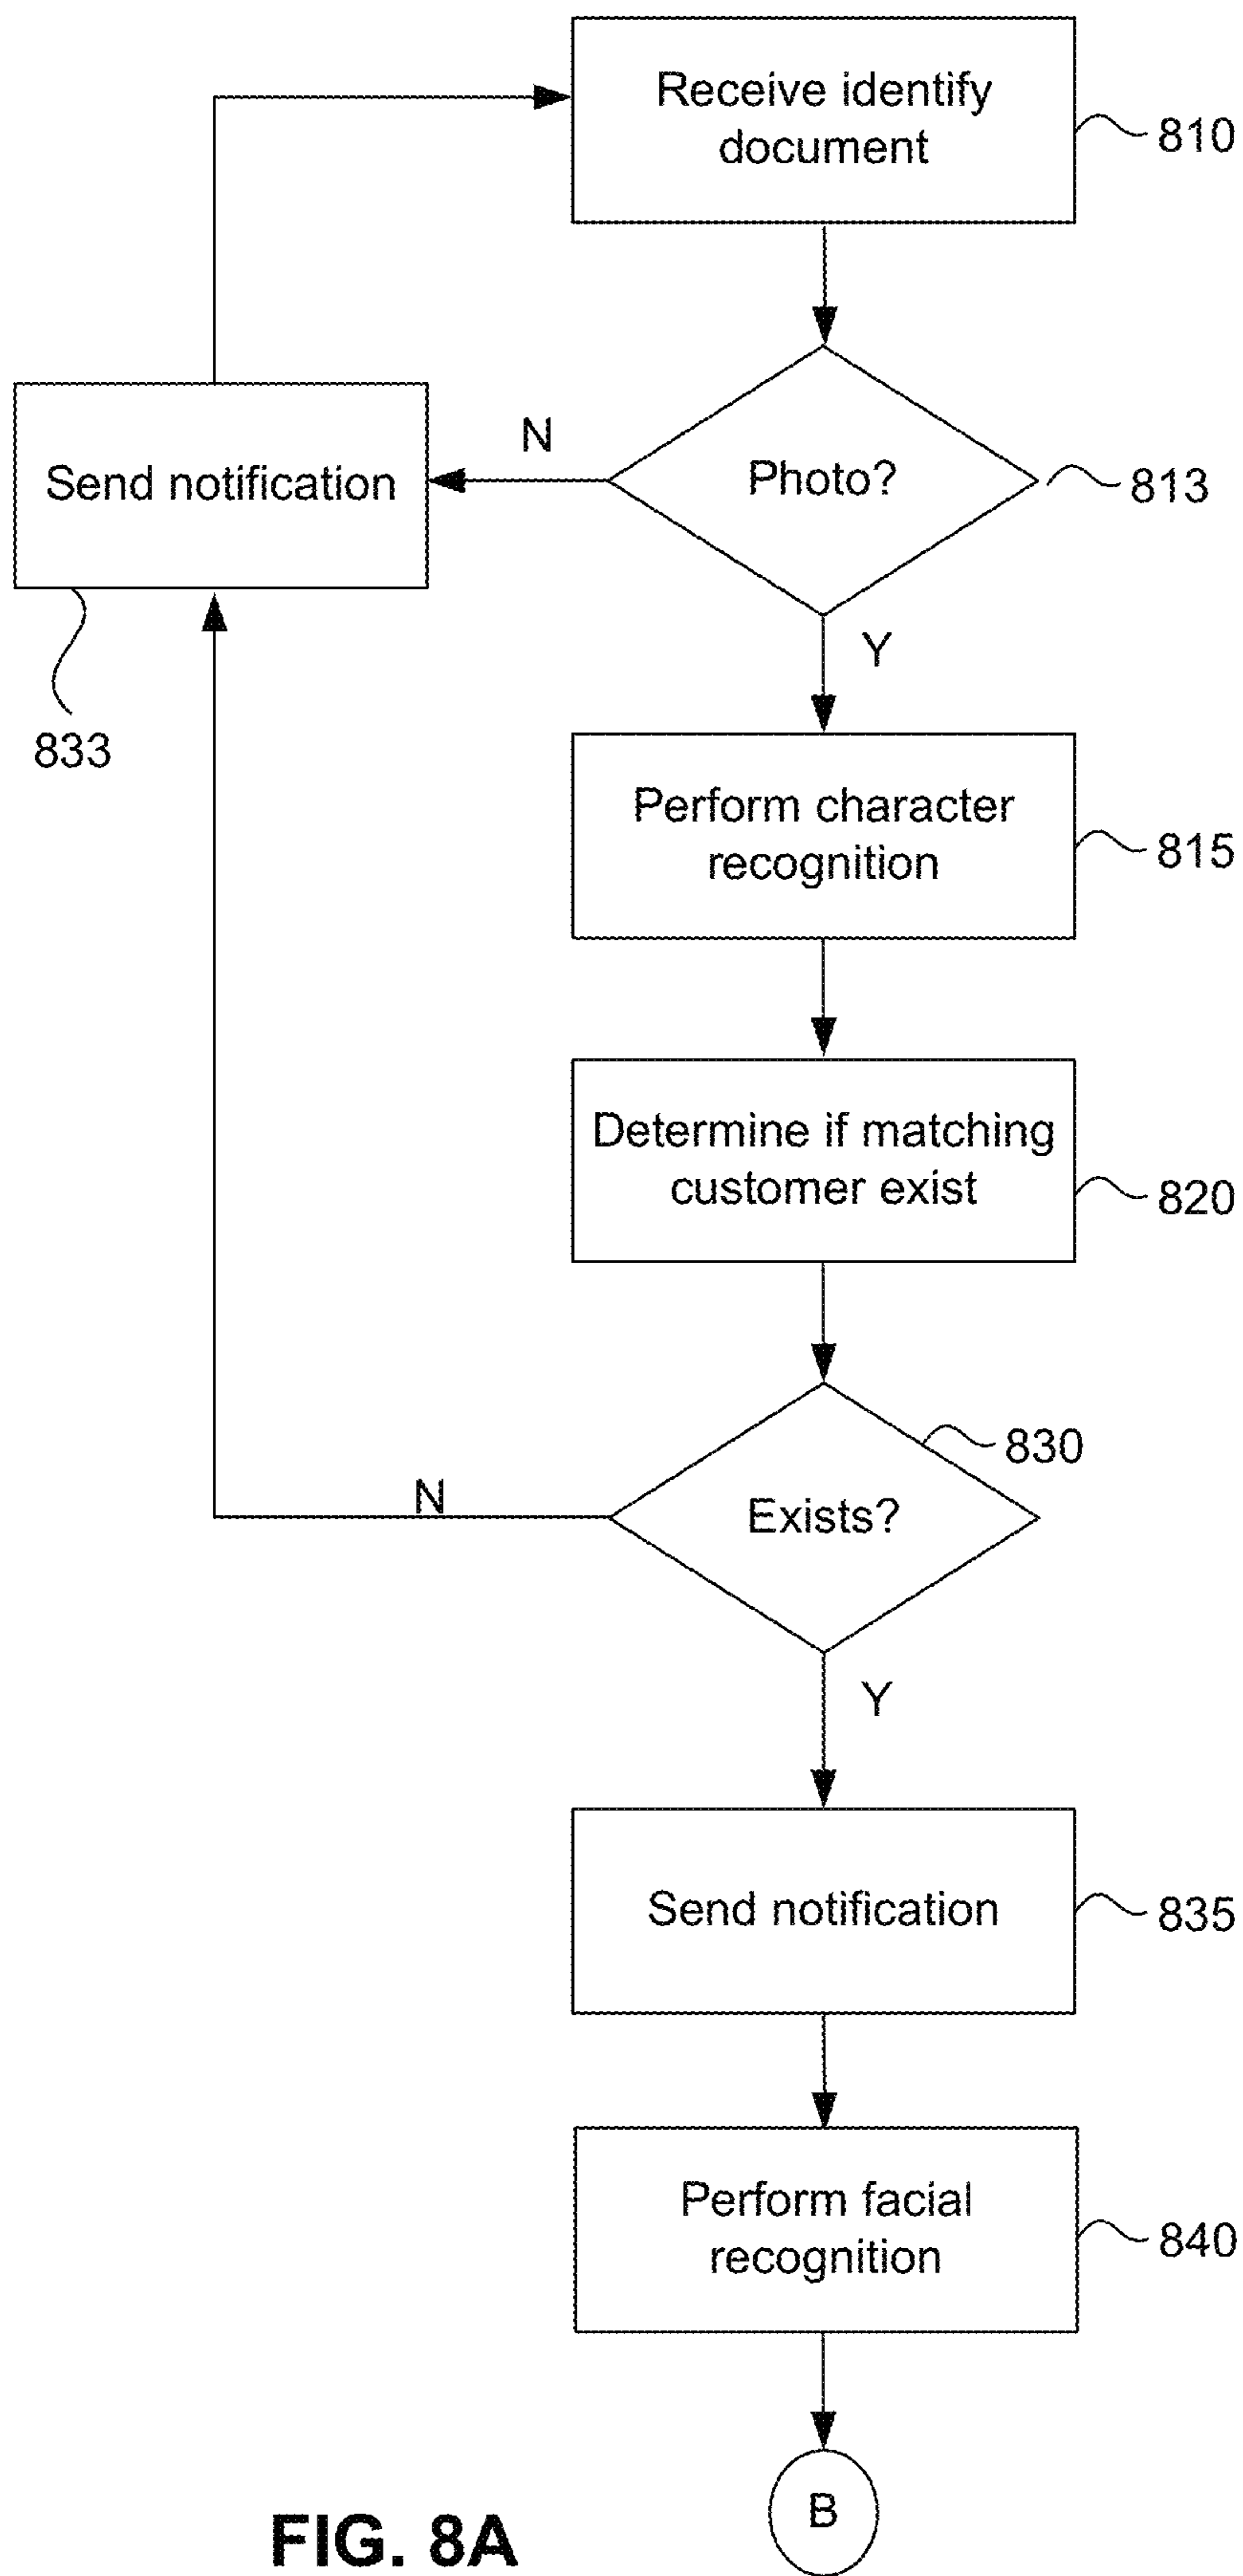 Receive identify
document
810
N
Photo?
813
Send notification
833
Y
Perform character
recognition
815
Determine if matching
customer exist
820
830
N
Exists?
Y
Send notification
835
Perform facial
recognition
840
B
FIG. 8A